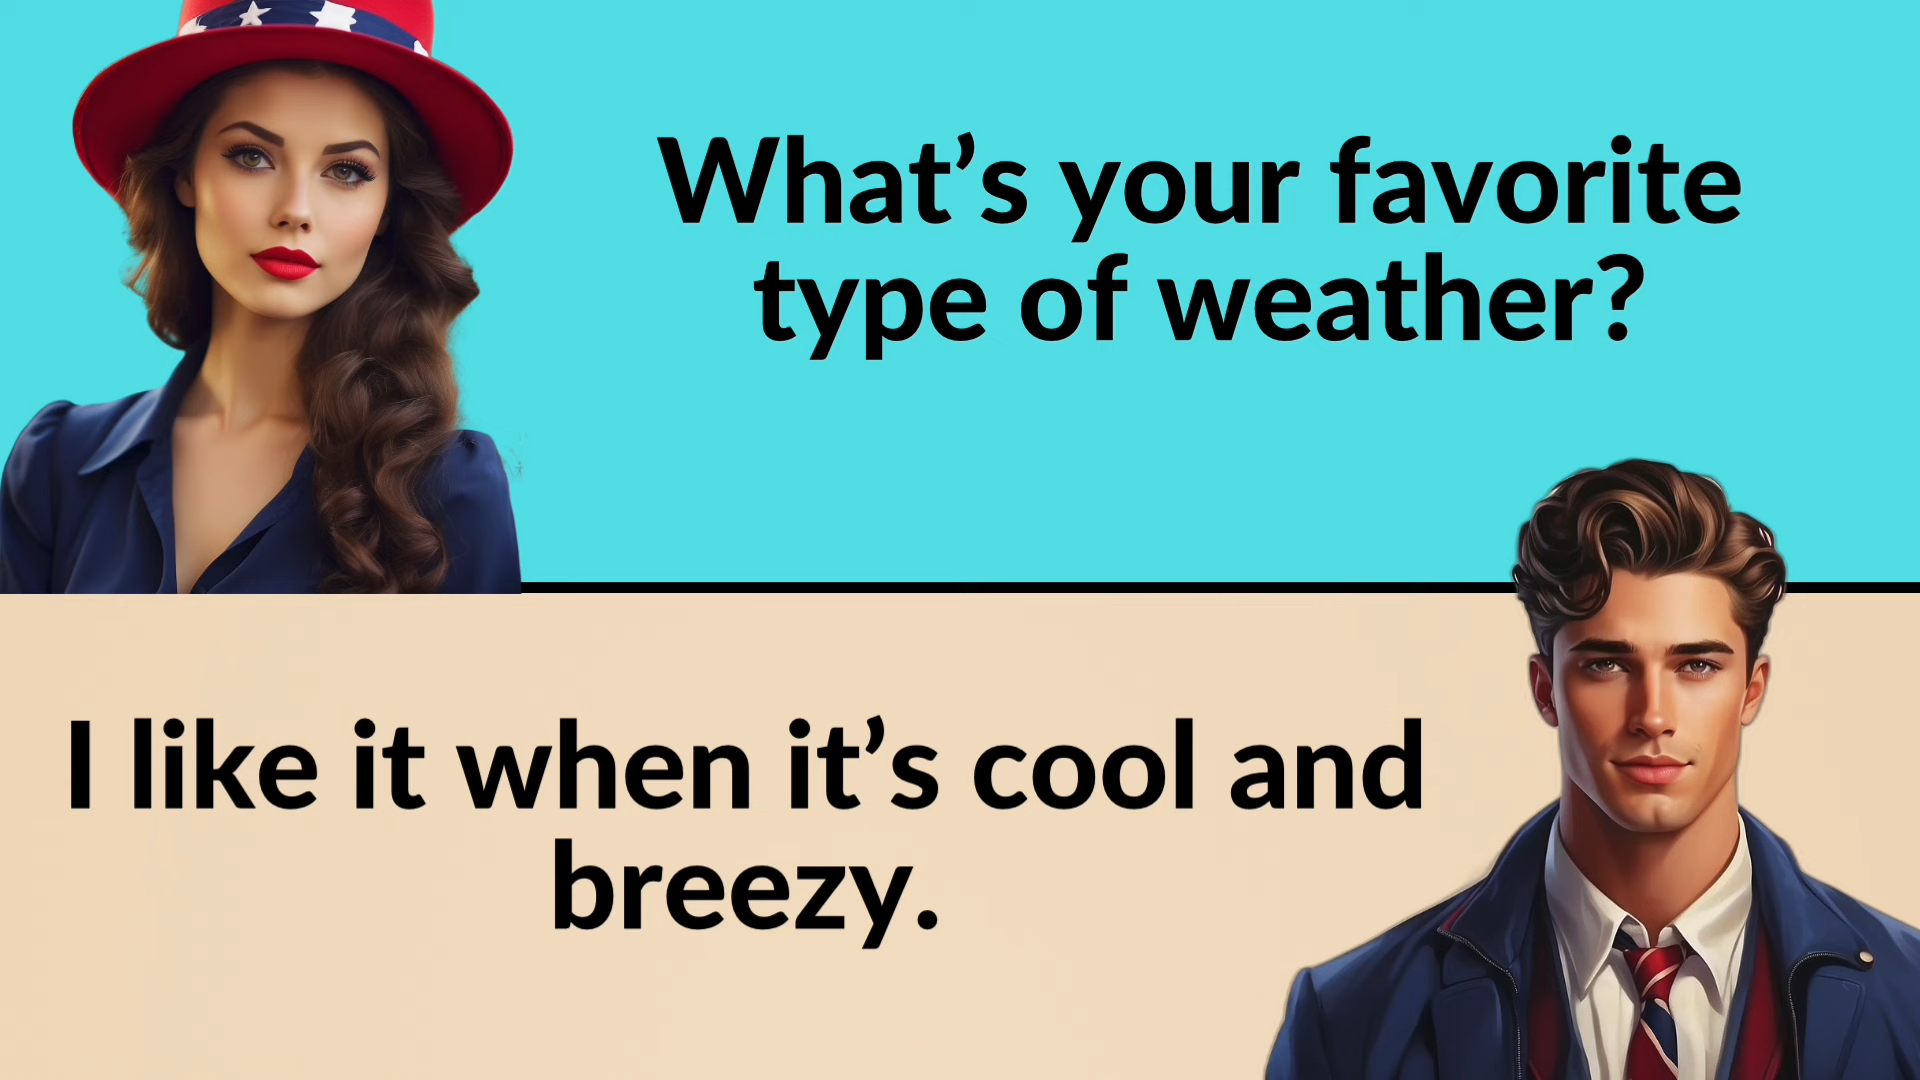 What’s your favorite
type of weather?
I like it when it’s cool and
breezy.